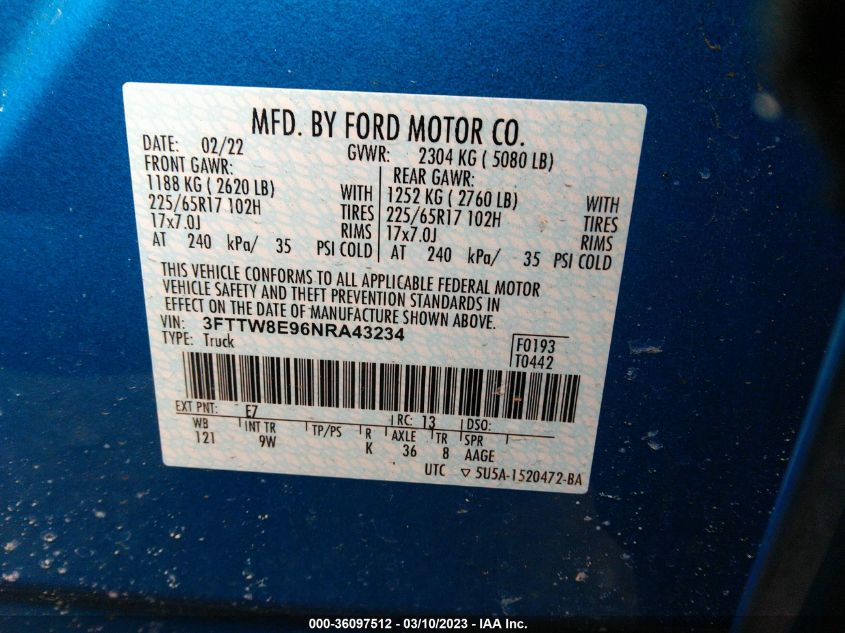 MFD. BY FORD MOTOR CO.
DATE: 02/22 GVWR: 2304 KG ( 5080 LB)
FRONT GAWR: REAR GAWR:
1188 KG ( 2620 LB) WITH 1252 KG ( 2760 LB) WITH
225/65R17 102H TIRES 225/65R17 102H TIRES
17x7.0J RIMS 17x7.0J RIMS
AT 240 kPa/ 35 PSI COLD AT 240 kPa/ 35 PSI COLD
THIS VEHICLE CONFORMS TO ALL APPLICABLE FEDERAL MOTOR
VEHICLE SAFETY AND THEFT PREVENTION STANDARDS IN
EFFECT ON THE DATE OF MANUFACTURE SHOWN ABOVE.
VIN: 3FTTW8E96NRA43234
TYPE: Truck
F0193
T0442
EXT PNT: E7 RC: 13 DSO:
WB INT TR TP/PS R AXLE TR SPR
121 9W K 36 8 AAGE
UTC ▽ 5U5A-1520472-BA
000-36097512 - 03/10/2023 - IAA Inc.